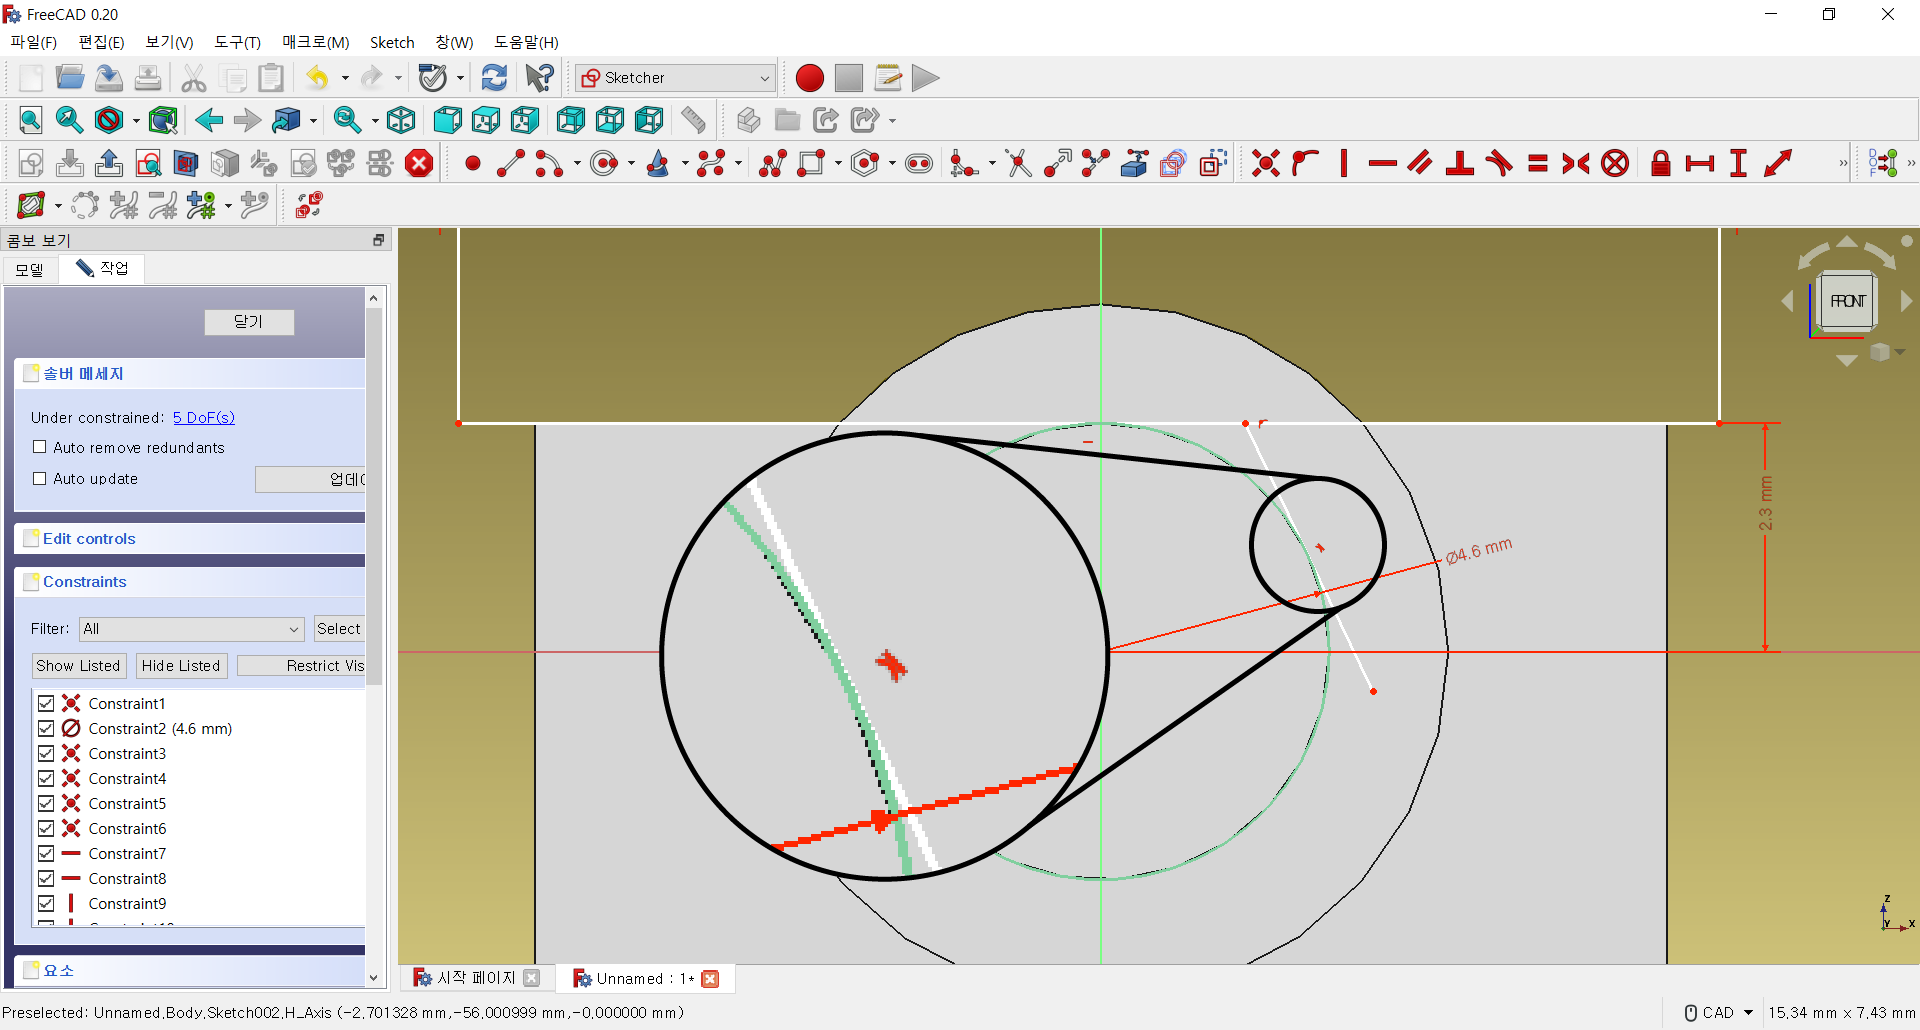 FreeCAD 0.20
파일(F) 편집(E) 보기(V) 도구(T) 매크로(M) Sketch 창(W) 도움말(H)
Sketcher
»
D
O
F
»
콤보 보기
모델
작업
닫기
솔버 메세지
Under constrained: 5 DoF(s)
Auto remove redundants
Auto update
업데
Edit controls
Constraints
Filter: All Select
Show Listed Hide Listed Restrict Vis
Constraint1
Constraint2 (4.6 mm)
Constraint3
Constraint4
Constraint5
Constraint6
Constraint7
Constraint8
Constraint9
요소
FRONT
2.3 mm
Ø4.6 mm
Z
Y X
시작 페이지
Unnamed : 1*
Preselected: Unnamed.Body.Sketch002.H_Axis (-2.701328 mm,-56.000999 mm,-0.000000 mm)
CAD
15.34 mm x 7.43 mm